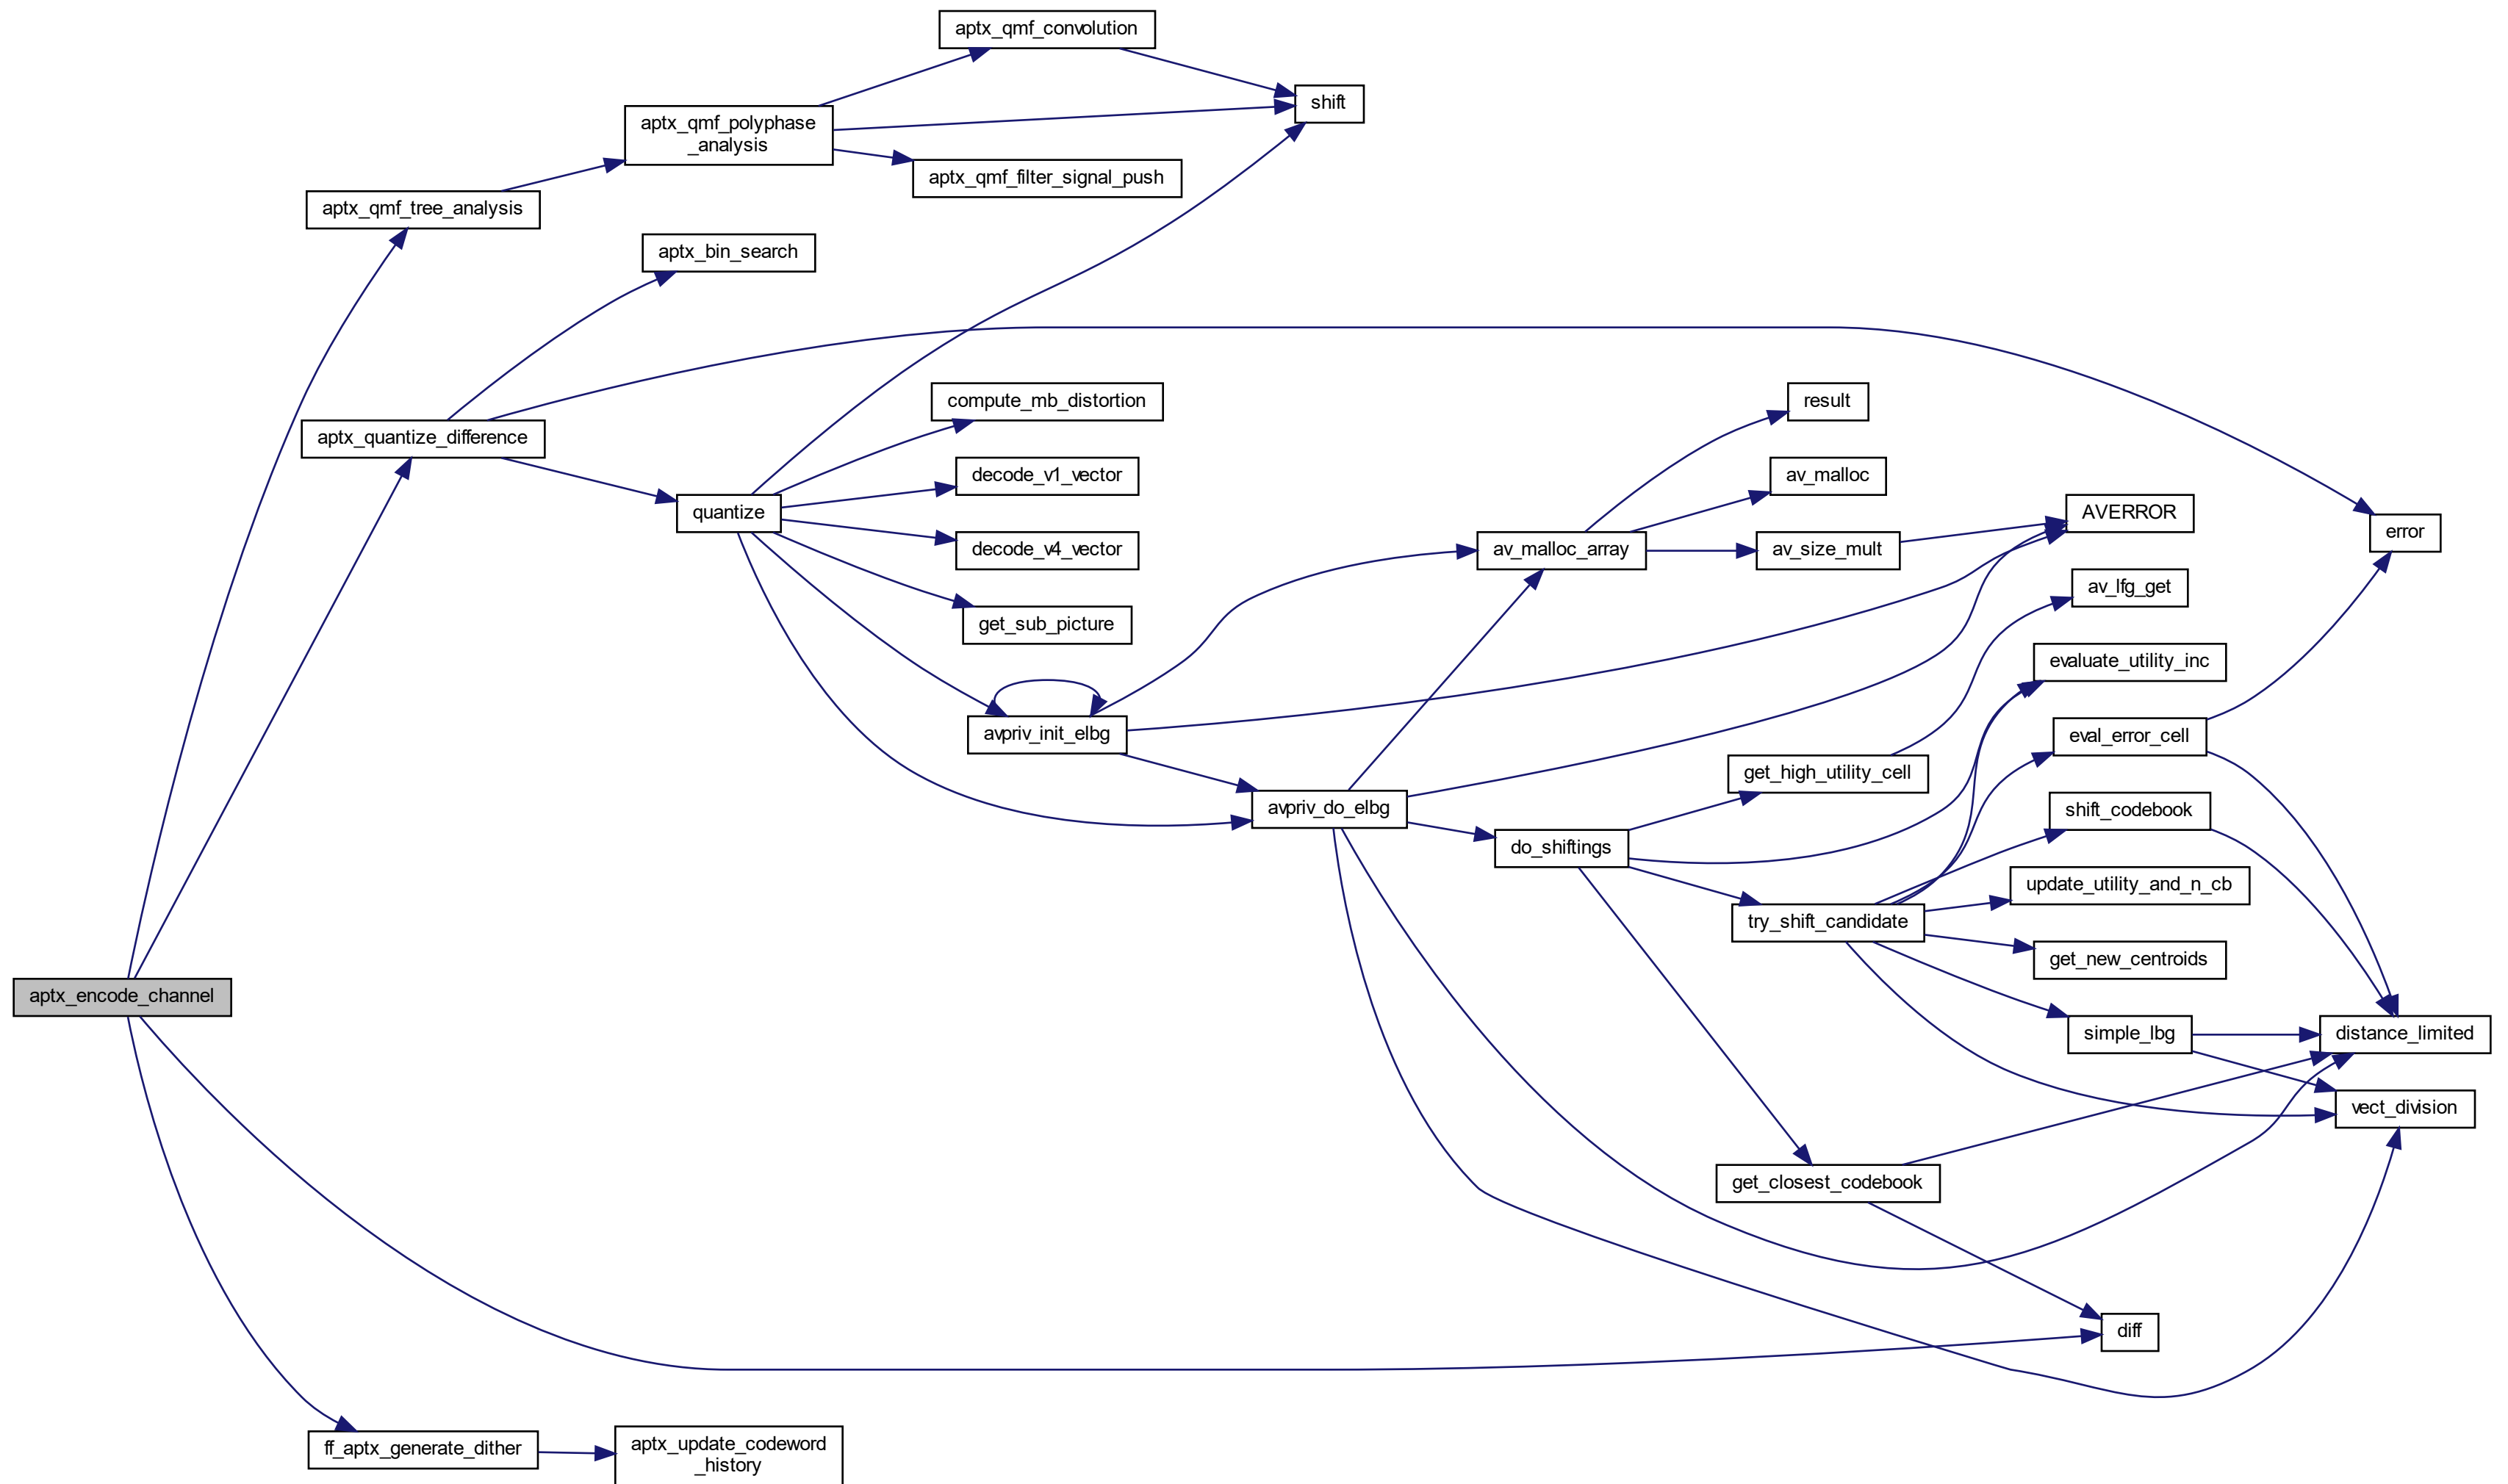 aptx_qmf_convolution
shift
aptx_qmf_polyphase
_analysis
aptx_qmf_filter_signal_push
aptx_qmf_tree_analysis
aptx_bin_search
compute_mb_distortion
result
aptx_quantize_difference
decode_v1_vector
av_malloc
quantize
AVERROR
error
decode_v4_vector
av_malloc_array
av_size_mult
av_lfg_get
get_sub_picture
evaluate_utility_inc
avpriv_init_elbg
eval_error_cell
get_high_utility_cell
avpriv_do_elbg
shift_codebook
do_shiftings
update_utility_and_n_cb
try_shift_candidate
get_new_centroids
aptx_encode_channel
simple_lbg
distance_limited
vect_division
get_closest_codebook
diff
ff_aptx_generate_dither
aptx_update_codeword
_history